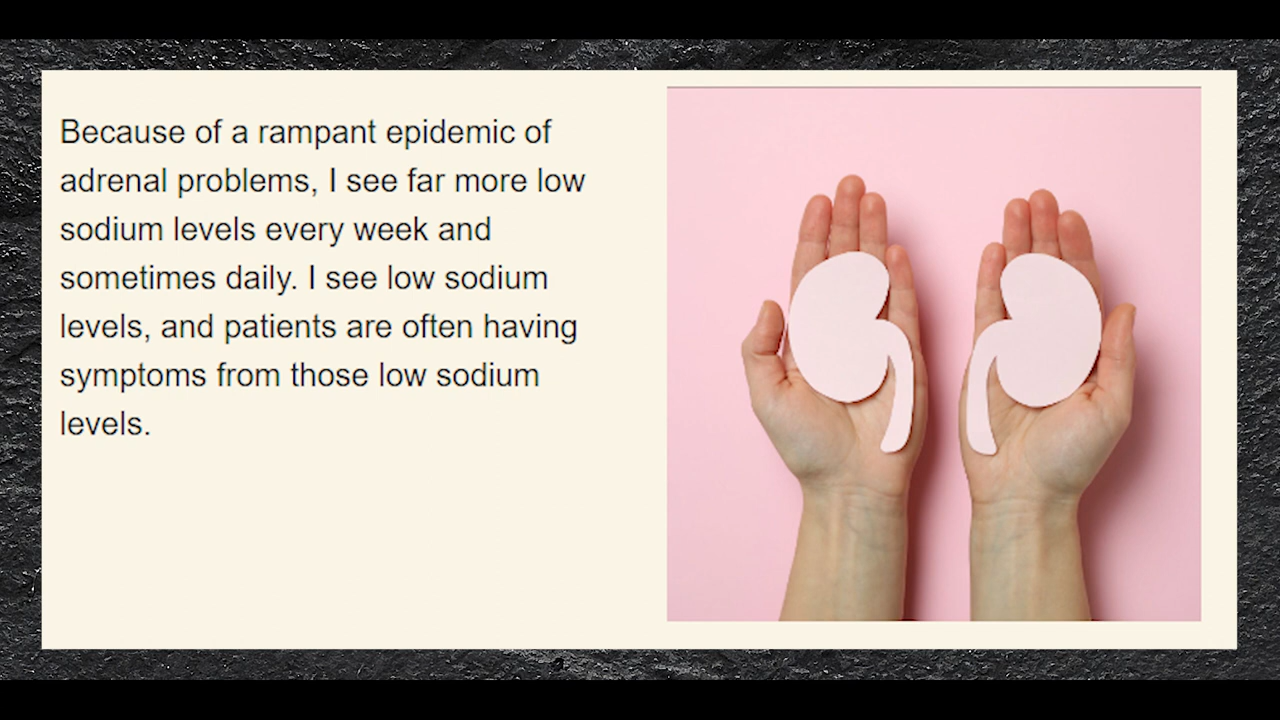 Because of a rampant epidemic of
adrenal problems, I see far more low
sodium levels every week and
sometimes daily. I see low sodium
levels, and patients are often having
symptoms from those low sodium
levels.